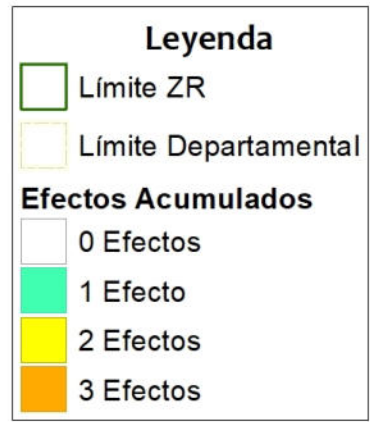 Leyenda
Límite ZR
Límite Departamental
Efectos Acumulados
0 Efectos
1 Efecto
2 Efectos
3 Efectos